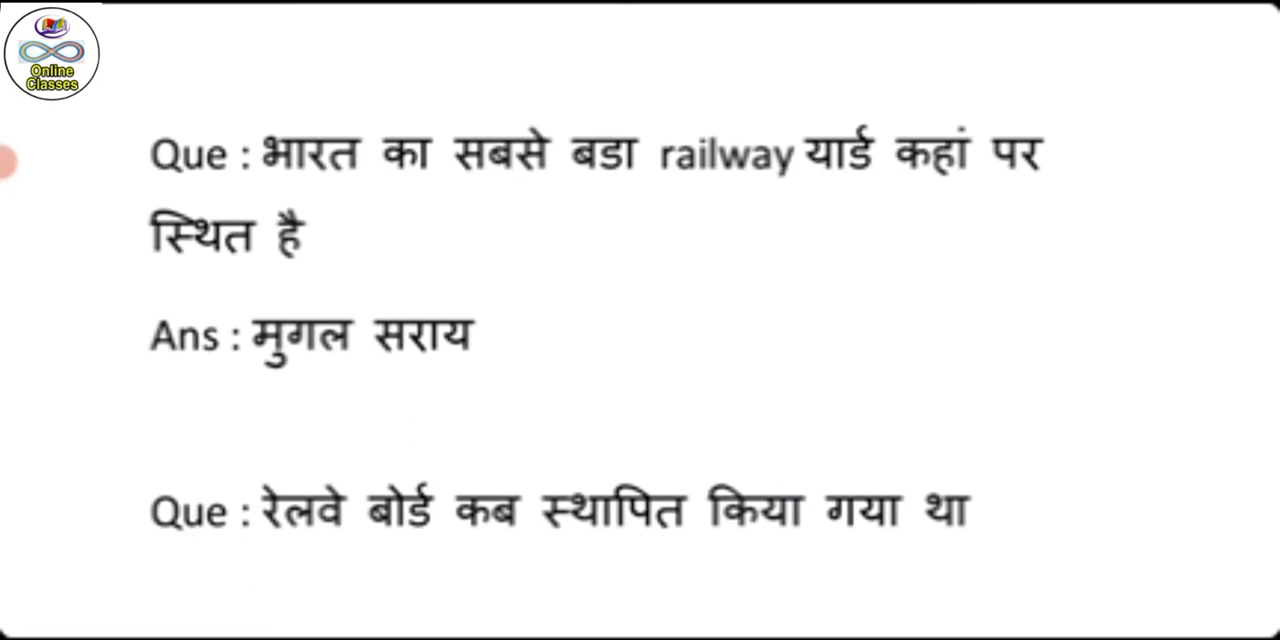 Online
Classes
Que : भारत का सबसे बडा railway यार्ड कहां पर
स्थित है
Ans : मुगल सराय
Que : रेलवे बोर्ड कब स्थापित किया गया था